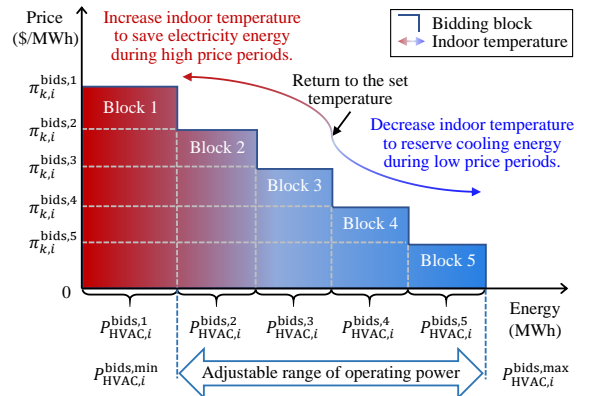 Price
($/MWh)
Increase indoor temperature
to save electricity energy
during high price periods.
Bidding block
Indoor temperature
Return to the set
temperature
Decrease indoor temperature
to reserve cooling energy
during low price periods.
π_{k,i}^{bids,1}
π_{k,i}^{bids,2}
π_{k,i}^{bids,3}
π_{k,i}^{bids,4}
π_{k,i}^{bids,5}
Block 1
Block 2
Block 3
Block 4
Block 5
0
P_{HVAC,i}^{bids,1} P_{HVAC,i}^{bids,2} P_{HVAC,i}^{bids,3} P_{HVAC,i}^{bids,4} P_{HVAC,i}^{bids,5}
Energy
(MWh)
P_{HVAC,i}^{bids,min}
Adjustable range of operating power
P_{HVAC,i}^{bids,max}